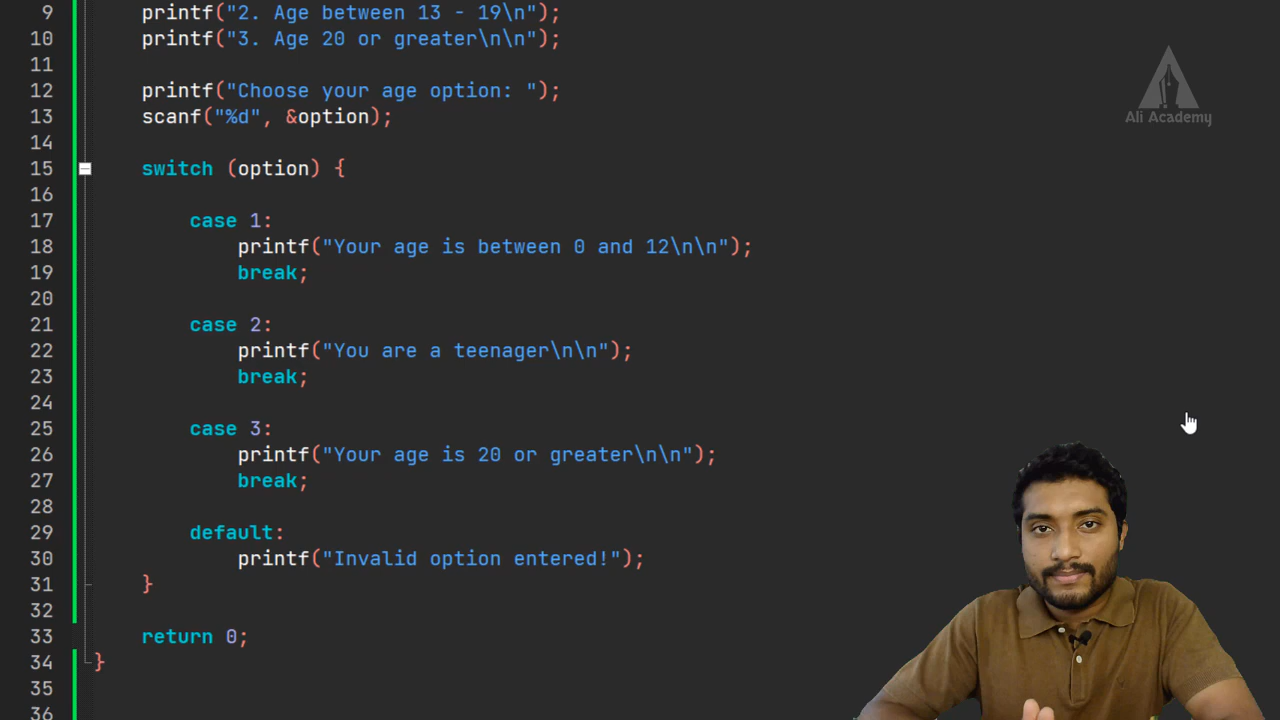 9 printf("2. Age between 13 - 19\n");
10 printf("3. Age 20 or greater\n\n");
11
12 printf("Choose your age option: ");
13 scanf("%d", &option);
14
15 switch (option) {
16
17 case 1:
18 printf("Your age is between 0 and 12\n\n");
19 break;
20
21 case 2:
22 printf("You are a teenager\n\n");
23 break;
24
25 case 3:
26 printf("Your age is 20 or greater\n\n");
27 break;
28
29 default:
30 printf("Invalid option entered!");
31 }
32
33 return 0;
34 }
35
36
Ali Academy